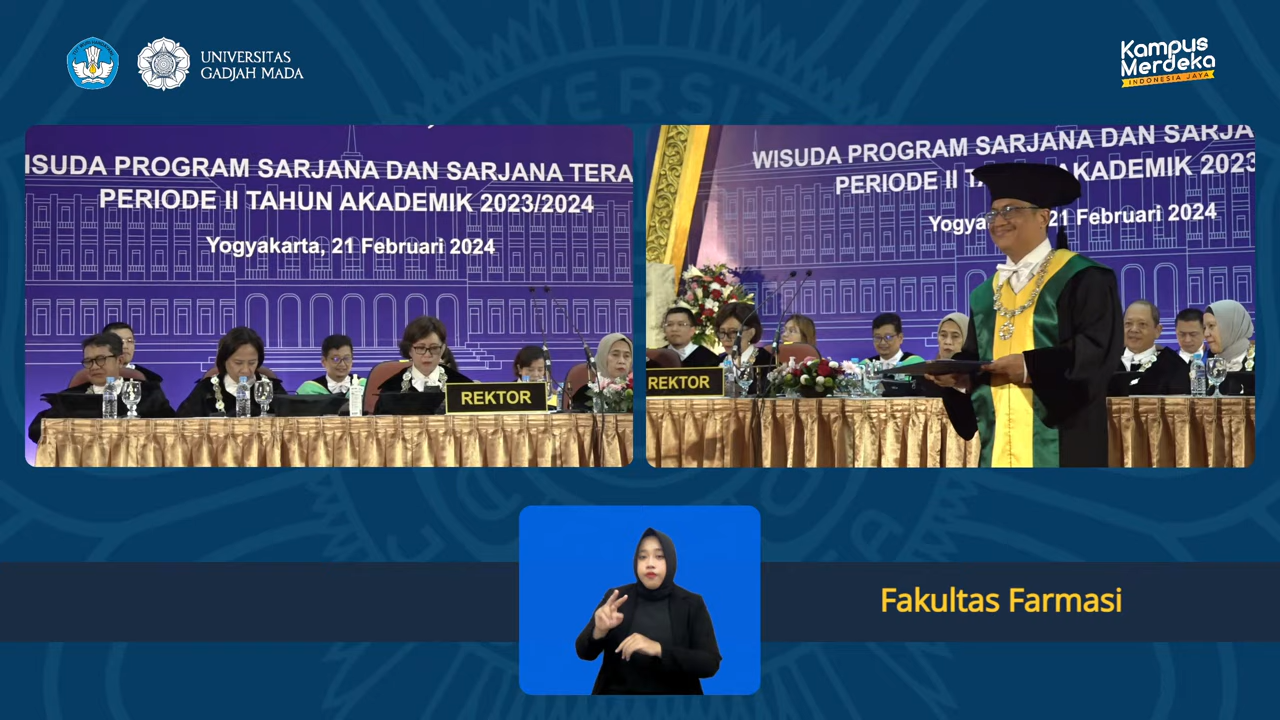 UNIVERSITAS
GADJAH MADA
Kampus
Merdeka
INDONESIA JAYA
ISUDA PROGRAM SARJANA DAN SARJANA TERA
PERIODE II TAHUN AKADEMIK 2023/2024
Yogyakarta, 21 Februari 2024
REKTOR
WISUDA PROGRAM SARJANA DAN SARJA
PERIODE II TA AKADEMIK 2023
Yogya 21 Februari 2024
REKTOR
Fakultas Farmasi